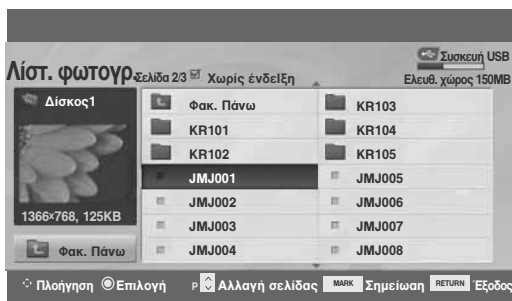 Συσκευή USB
Λίστ. φωτογρ. Σελίδα 2/3 Χωρίς ένδειξη Ελευθ. χώρος 150MB
Δίσκος1
Φακ. Πάνω KR103
KR101 KR104
KR102 KR105
JMJ001 JMJ005
JMJ002 JMJ006
JMJ003 JMJ007
JMJ004 JMJ008
1366×768, 125KB
Φακ. Πάνω
Πλοήγηση Επιλογή P Αλλαγή σελίδας MARK Σημείωαη RETURN Έξοδος